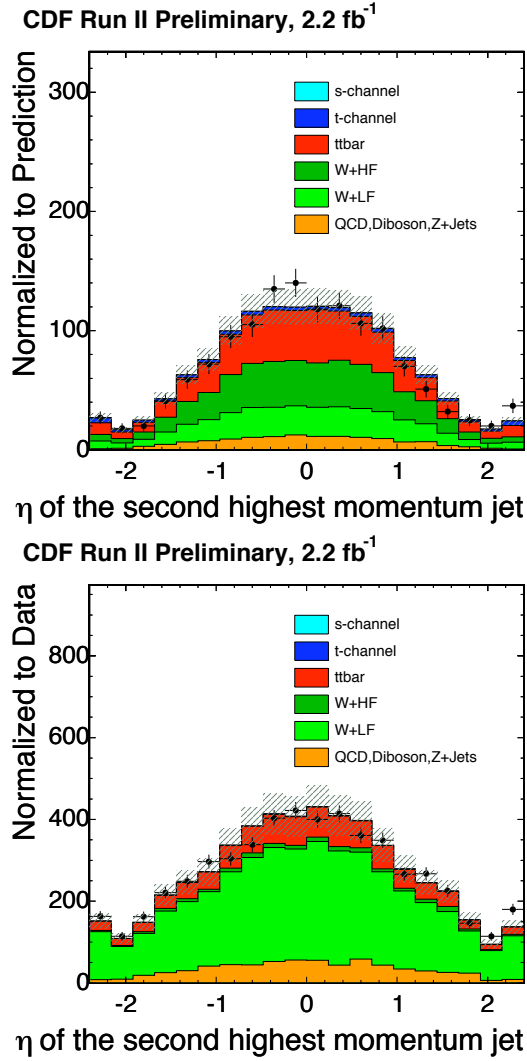 CDF Run II Preliminary, 2.2 fb-1
Normalized to Prediction
300
200
100
0
s-channel
t-channel
ttbar
W+HF
W+LF
QCD,Diboson,Z+Jets
-2 -1 0 1 2
η of the second highest momentum jet
CDF Run II Preliminary, 2.2 fb-1
Normalized to Data
800
600
400
200
0
s-channel
t-channel
ttbar
W+HF
W+LF
QCD,Diboson,Z+Jets
-2 -1 0 1 2
η of the second highest momentum jet